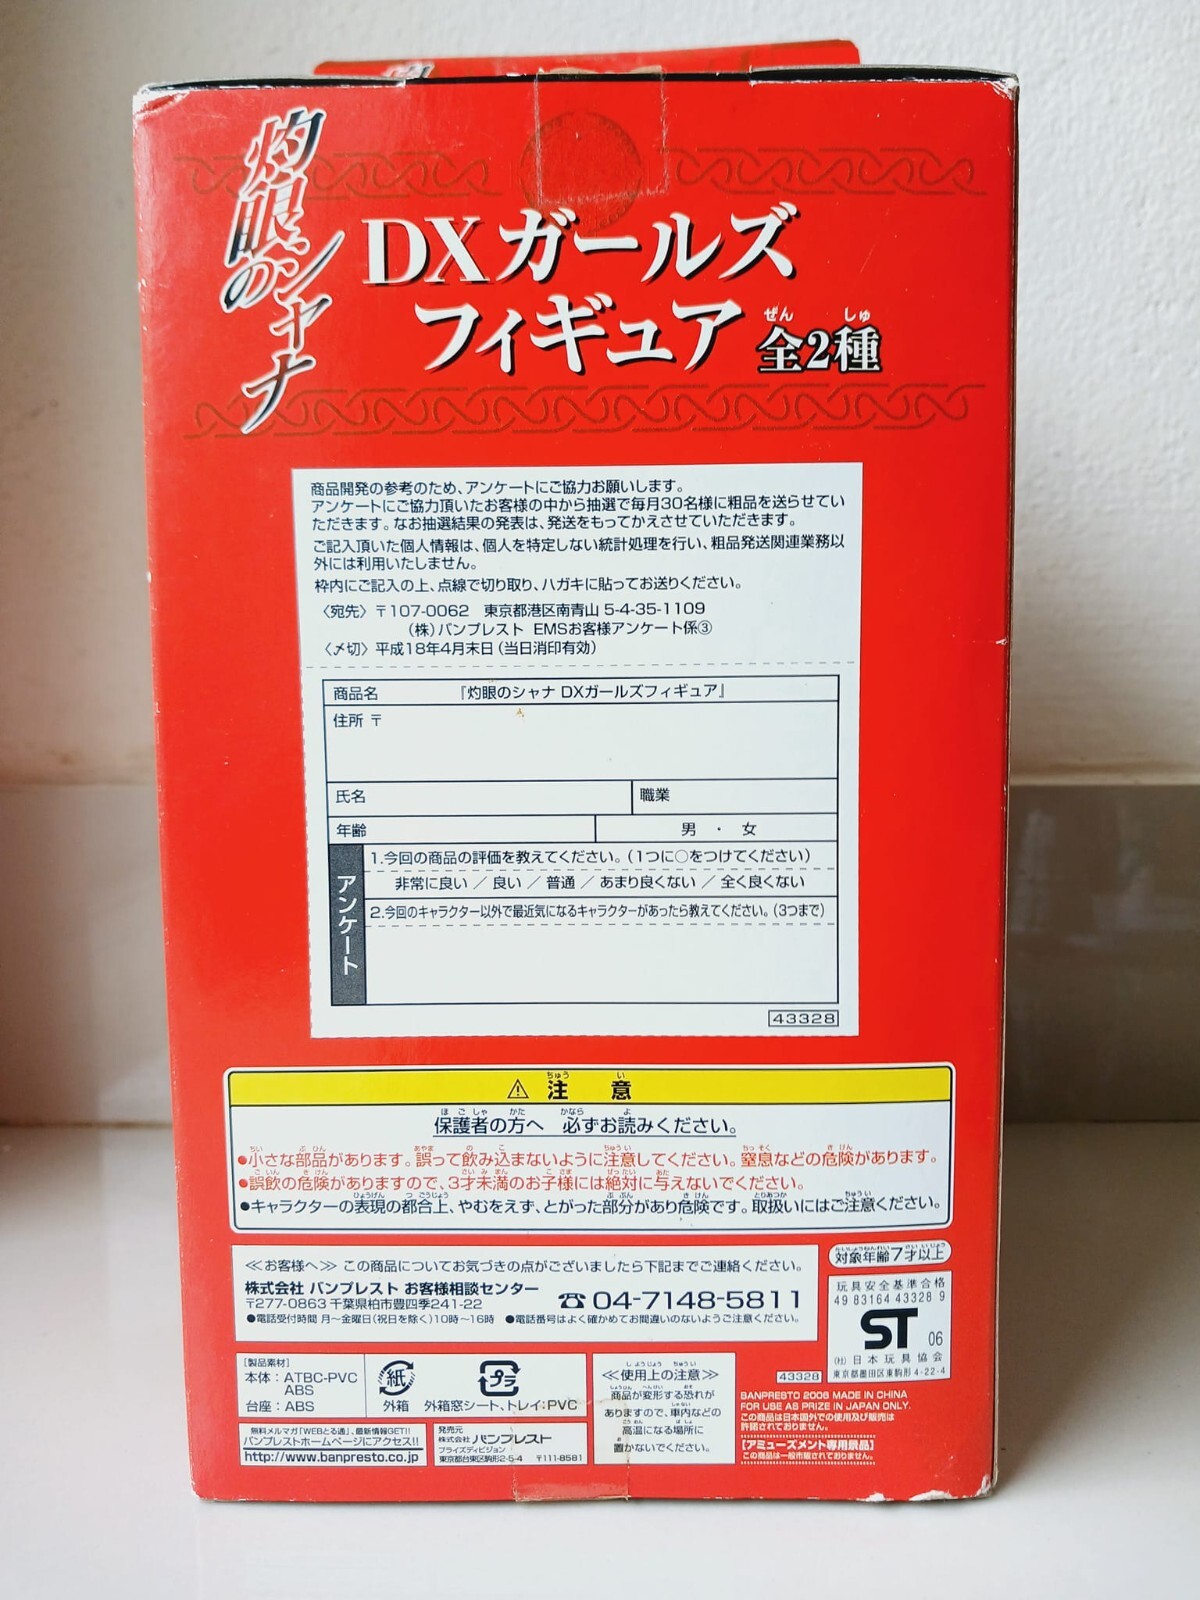 灼眼のシャナ
DXガールズ
フィギュア 全2種
ぜん しゅ
商品開発の参考のため、アンケートにご協力お願いします。
アンケートにご協力頂いたお客様の中から抽選で毎月30名様に粗品を送らせてい
ただきます。なお抽選結果の発表は、発送をもってかえさせていただきます。
ご記入頂いた個人情報は、個人を特定しない統計処理を行い、粗品発送関連業務以
外には利用いたしません。
枠内にご記入の上、点線で切り取り、ハガキに貼ってお送りください。
〈宛先〉〒107-0062 東京都港区南青山 5-4-35-1109
(株)バンプレスト EMSお客様アンケート係③
〈〆切〉平成18年4月末日(当日消印有効)
商品名 『灼眼のシャナ DXガールズフィギュア』
住所 〒
氏名 職業
年齢 男 ・ 女
アンケート
1.今回の商品の評価を教えてください。(1つに○をつけてください)
非常に良い / 良い / 普通 / あまり良くない / 全く良くない
2.今回のキャラクター以外で最近気になるキャラクターがあったら教えてください。(3つまで)
43328
ちゅう い
⚠ 注 意
ほ ご しゃ かた かなら よ
保護者の方へ 必ずお読みください。
●小さな部品があります。誤って飲み込まないように注意してください。窒息などの危険があります。
●誤飲の危険がありますので、3才未満のお子様には絶対に与えないでください。
●キャラクターの表現の都合上、やむをえず、とがった部分があり危険です。取扱いにはご注意ください。
≪お客様へ≫ この商品についてお気づきの点がございましたら下記までご連絡ください。
株式会社 バンプレスト お客様相談センター
〒277-0863 千葉県柏市豊四季241-22 ☎04-7148-5811
●電話受付時間 月〜金曜日(祝日を除く)10時〜16時 ●電話番号はよく確かめてお間違いのないようご注意ください。
対象年齢7才以上
玩具安全基準合格
49 83164 43328 9
ST 06
(社)日本玩具協会
東京都墨田区東駒形4-22-4
[製品素材]
本体：ATBC-PVC
ABS
台座：ABS
紙
外箱
プラ
外箱窓シート、トレイ：PVC
≪使用上の注意≫
商品が変形する恐れが
ありますので、車内などの
高温になる場所に
置かないでください。
43328
BANPRESTO 2006 MADE IN CHINA
FOR USE AS PRIZE IN JAPAN ONLY.
この商品は日本国外での使用及び販売は
許諾されておりません。
【アミューズメント専用景品】
この商品は一般市販されておりません。
無料メルマガ「WEBとる通」、最新情報GET!!
バンプレストホームページにアクセス!!
http://www.banpresto.co.jp
発売元
株式会社 バンプレスト
プライズディビジョン
東京都台東区駒形2-5-4 〒111-8581